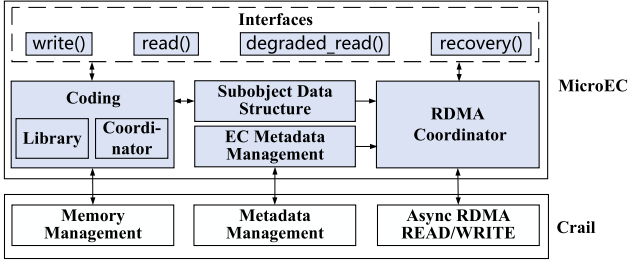 Interfaces
write()
read()
degraded_read()
recovery()
MicroEC
Coding
Library
Coordi-
nator
Subobject Data
Structure
EC Metadata
Management
RDMA
Coordinator
Memory
Management
Metadata
Management
Async RDMA
READ/WRITE
Crail